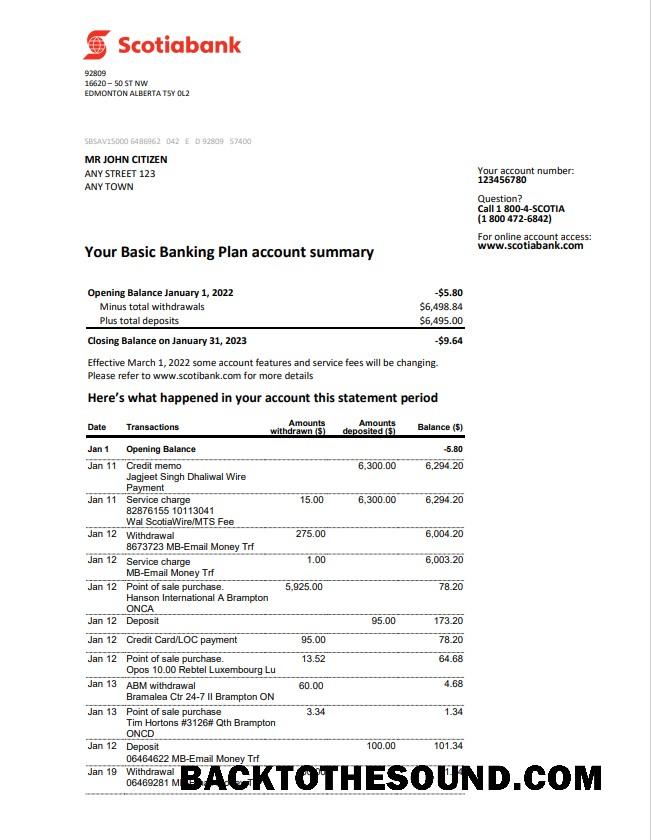 Scotiabank
92809
16620 – 50 ST NW
EDMONTON ALBERTA T5Y 0L2
SBSAV15000 6486962 042 E D 92809 57400
MR JOHN CITIZEN
ANY STREET 123
ANY TOWN
Your account number:
123456780
Question?
Call 1 800-4-SCOTIA
(1 800 472-6842)
For online account access:
www.scotiabank.com
Your Basic Banking Plan account summary
Opening Balance January 1, 2022 -$5.80
Minus total withdrawals $6,498.84
Plus total deposits $6,495.00
Closing Balance on January 31, 2023 -$9.64
Effective March 1, 2022 some account features and service fees will be changing.
Please refer to www.scotibank.com for more details
Here's what happened in your account this statement period
Date Transactions Amounts withdrawn ($) Amounts deposited ($) Balance ($)
Jan 1 Opening Balance -5.80
Jan 11 Credit memo 6,300.00 6,294.20
Jagjeet Singh Dhaliwal Wire
Payment
Jan 11 Service charge 15.00 6,300.00 6,294.20
82876155 10113041
Wal ScotiaWire/MTS Fee
Jan 12 Withdrawal 275.00 6,004.20
8673723 MB-Email Money Trf
Jan 12 Service charge 1.00 6,003.20
MB-Email Money Trf
Jan 12 Point of sale purchase. 5,925.00 78.20
Hanson International A Brampton
ONCA
Jan 12 Deposit 95.00 173.20
Jan 12 Credit Card/LOC payment 95.00 78.20
Jan 12 Point of sale purchase. 13.52 64.68
Opos 10.00 Rebtel Luxembourg Lu
Jan 13 ABM withdrawal 60.00 4.68
Bramalea Ctr 24-7 II Brampton ON
Jan 13 Point of sale purchase 3.34 1.34
Tim Hortons #3126# Qth Brampton
ONCD
Jan 12 Deposit 100.00 101.34
06464622 MB-Email Money Trf
Jan 19 Withdrawal
06469281
BACKTOTHESOUND.COM